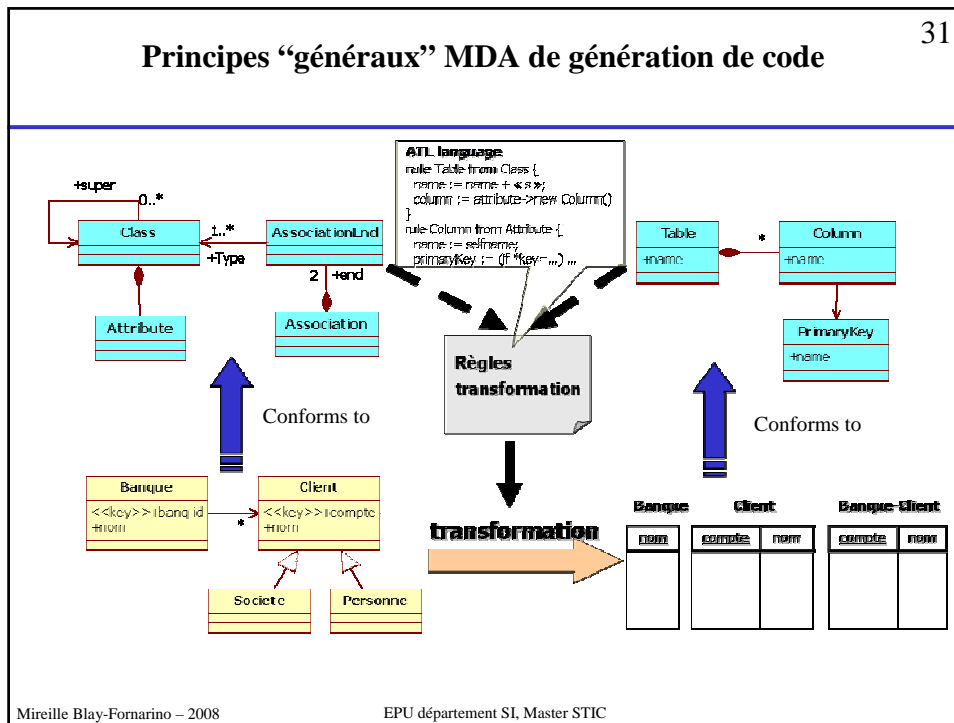 31
Principes “généraux” MDA de génération de code
ATL language
rule Table from Class {
name := name + « s »;
column := attribute->new Column()
}
rule Column from Attribute {
name := selfname;
primaryKey := (if *key=...) ...
+super
0..*
Class
1..*
+Type
AssociationEnd
2
+end
Attribute
Association
Table
+name
*
Column
+name
PrimaryKey
+name
Règles
transformation
Conforms to
Conforms to
Banque
<<key>>+banq id
+nom
*
Client
<<key>>+compte
+nom
Societe
Personne
transformation
Banque
Client
Banque-Client
nom
compte
nom
compte
nom
Mireille Blay-Fornarino – 2008
EPU département SI, Master STIC